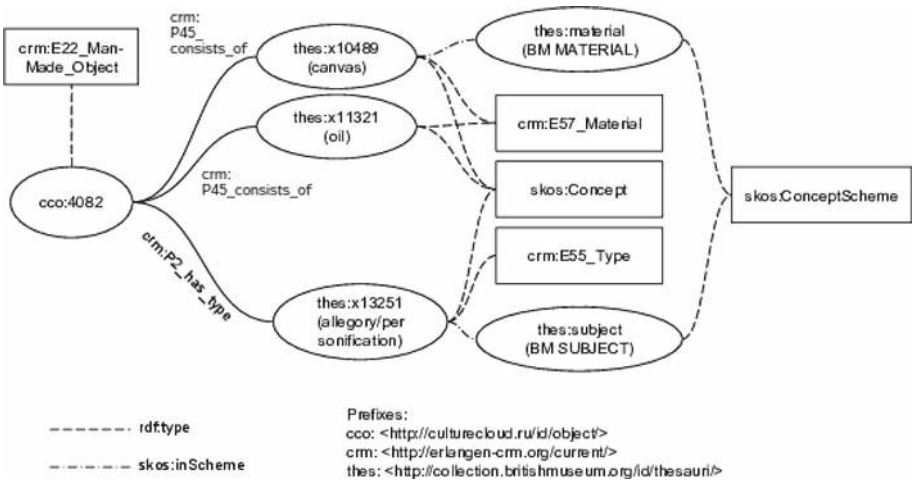 crm:
P45_
consists_of
crm:E22_Man-
Made_Object
thes:x10489
(canvas)
thes:material
(BM MATERIAL)
thes:x11321
(oil)
crm:E57_Material
crm:
P45_consists_of
cco:4082
skos:Concept
skos:ConceptScheme
crm:P2_has_type
crm:E55_Type
thes:x13251
(allegory/per
sonification)
thes:subject
(BM SUBJECT)
rdf:type
skos:inScheme
Prefixes:
cco: <http://culturecloud.ru/id/object/>
crm: <http://erlangen-crm.org/current/>
thes: <http://collection.britishmuseum.org/id/thesauri/>